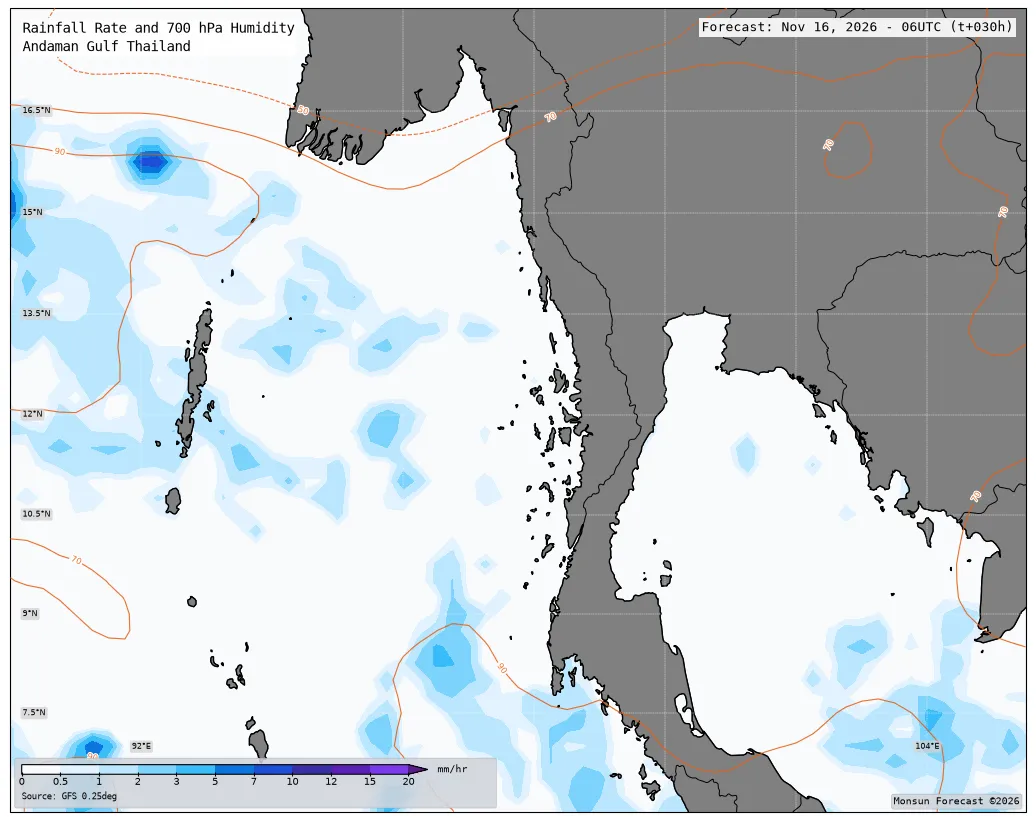 Rainfall Rate and 700 hPa Humidity
Andaman Gulf Thailand
Forecast: Nov 16, 2026 - 06UTC (t+030h)
50
16.5°N
70
90
70
15°N
70
13.5°N
12°N
70
10.5°N
70
9°N
90
7.5°N
92°E
104°E
90
mm/hr
0 0.5 1 2 3 5 7 10 12 15 20
Source: GFS 0.25deg
Monsun Forecast ©2026